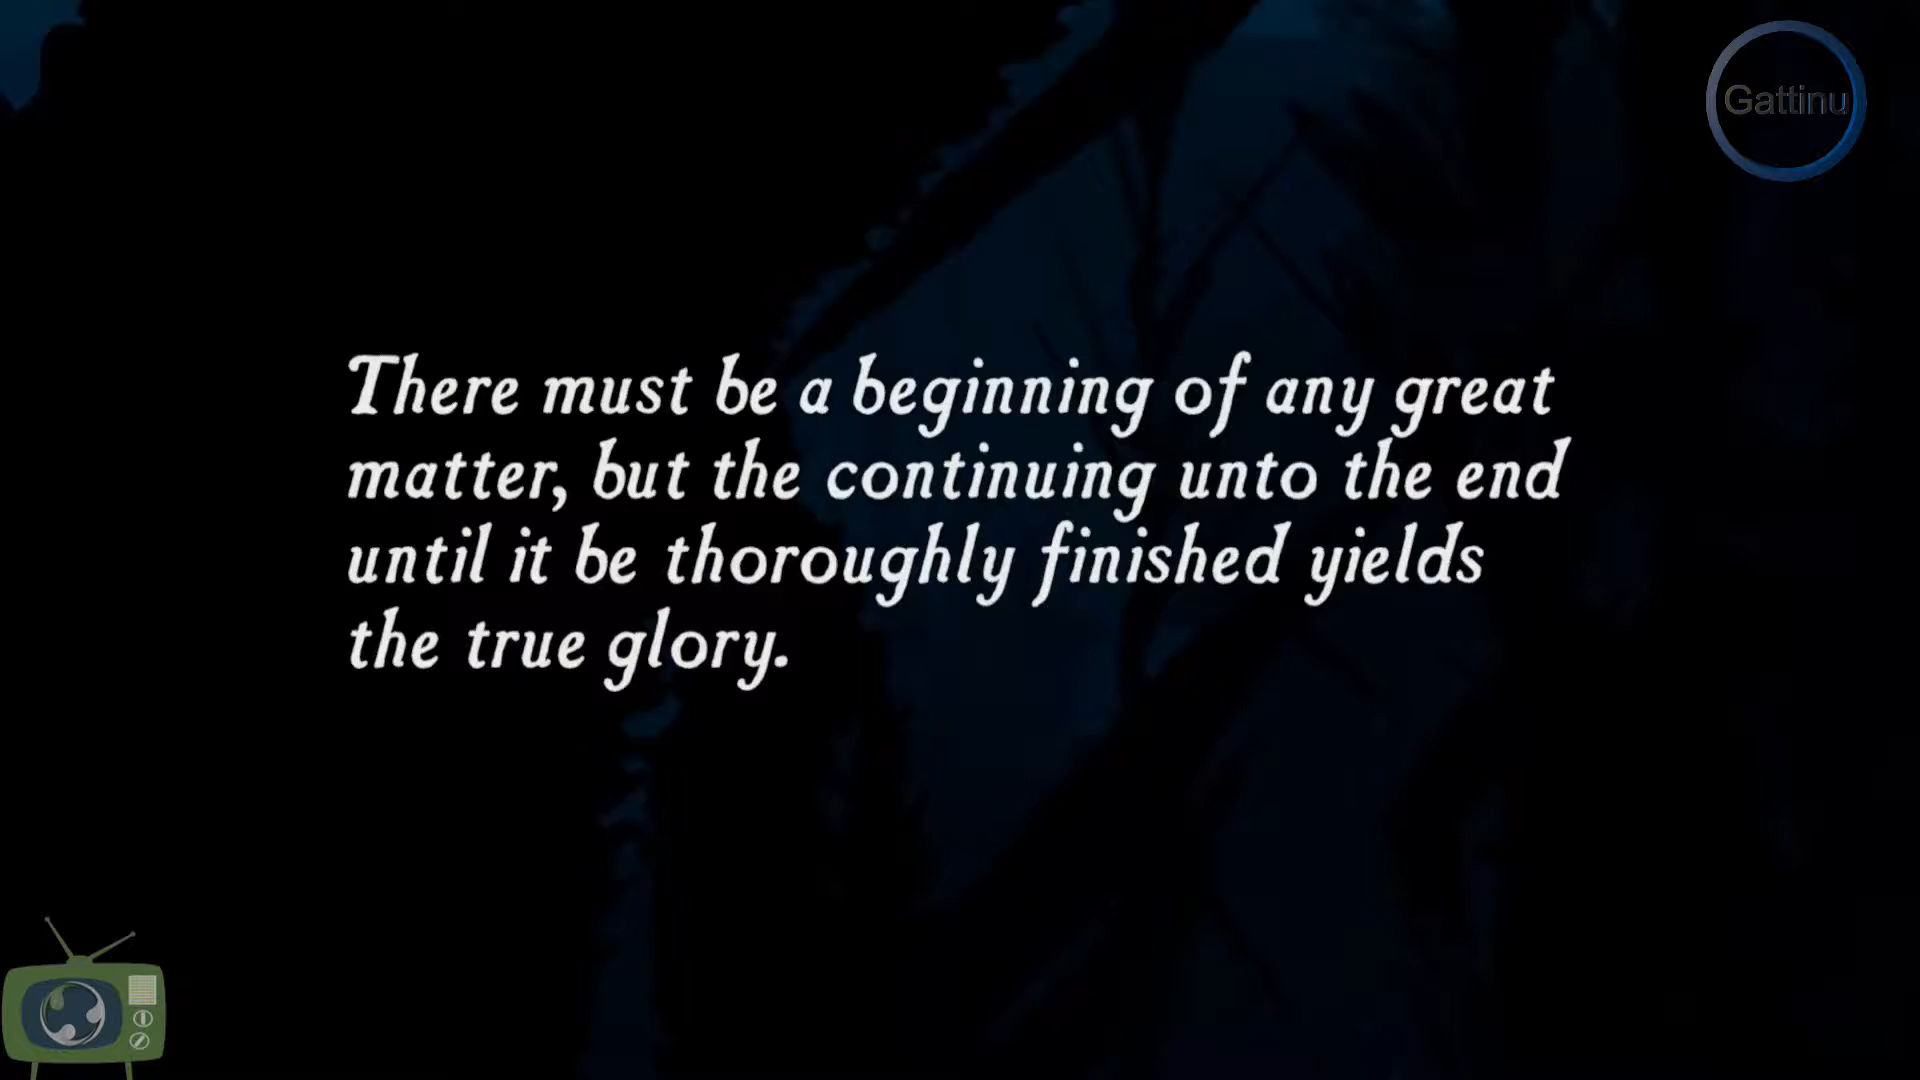 Gattinu
There must be a beginning of any great
matter, but the continuing unto the end
until it be thoroughly finished yields
the true glory.